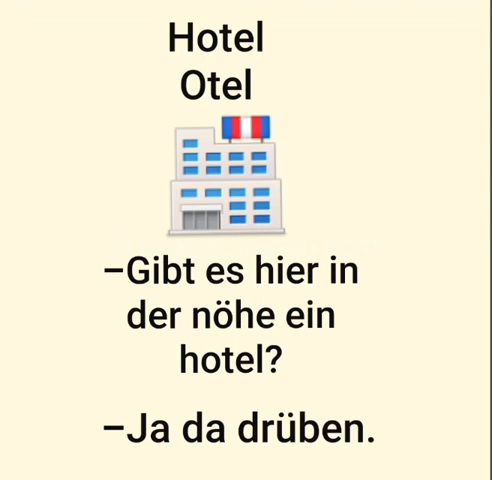 Hotel
Otel
–Gibt es hier in
der nöhe ein
hotel?
–Ja da drüben.